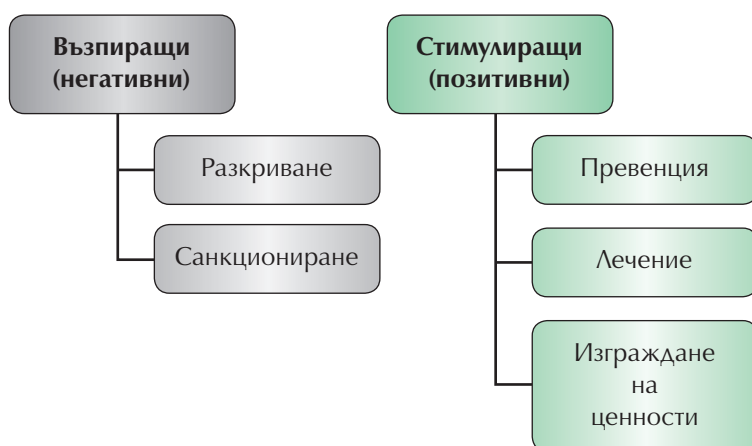 Възпиращи
(негативни)
Разкриване
Санкциониране
Стимулиращи
(позитивни)
Превенция
Лечение
Изграждане
на
ценности